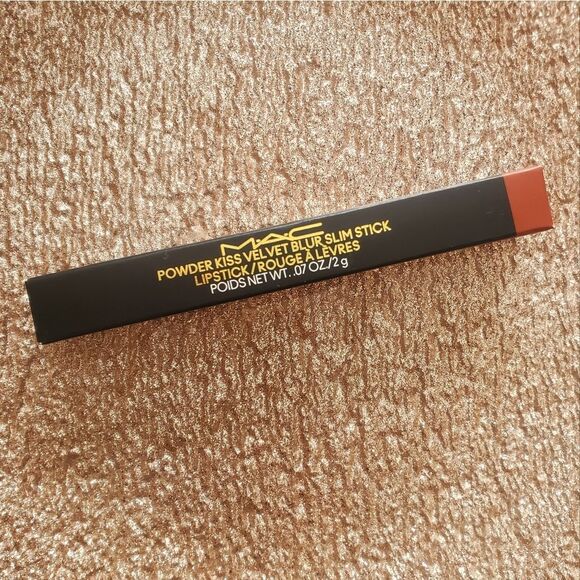 MAC
POWDER KISS VELVET BLUR SLIM STICK
LIPSTICK/ROUGE À LÈVRES
POIDS NET WT. .07 OZ./2 g